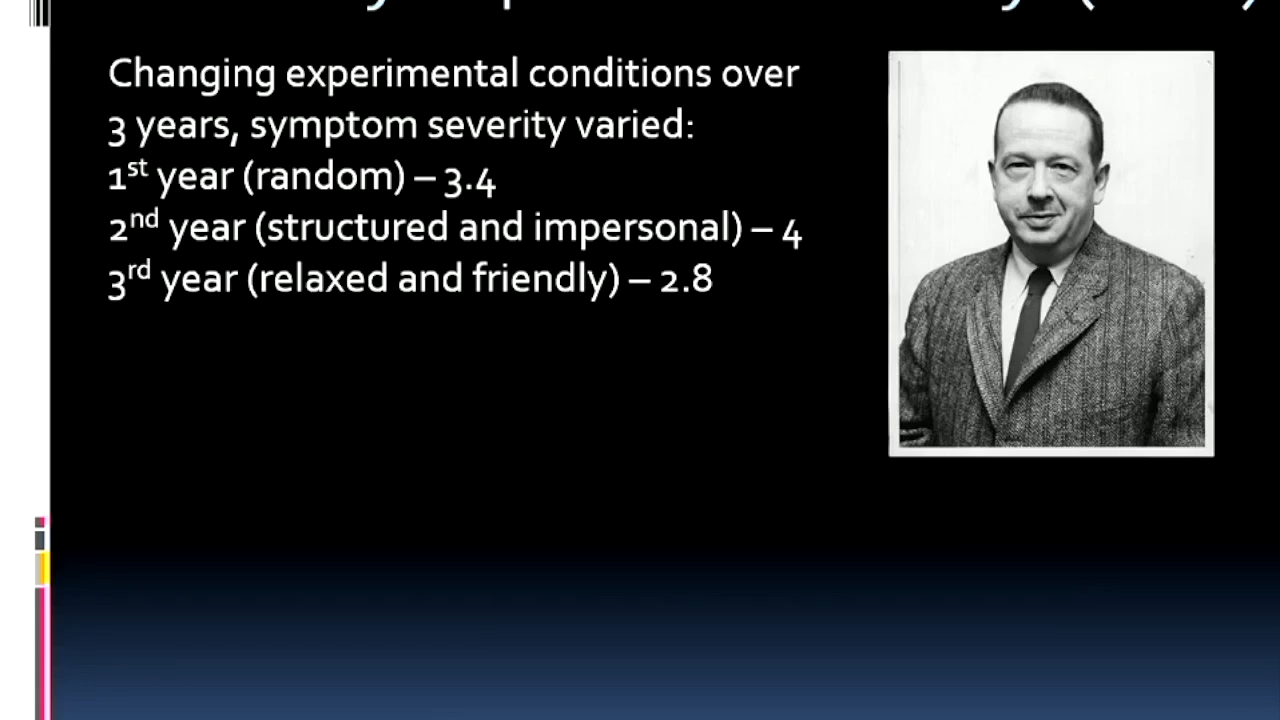 Changing experimental conditions over
3 years, symptom severity varied:
1st year (random) – 3.4
2nd year (structured and impersonal) – 4
3rd year (relaxed and friendly) – 2.8